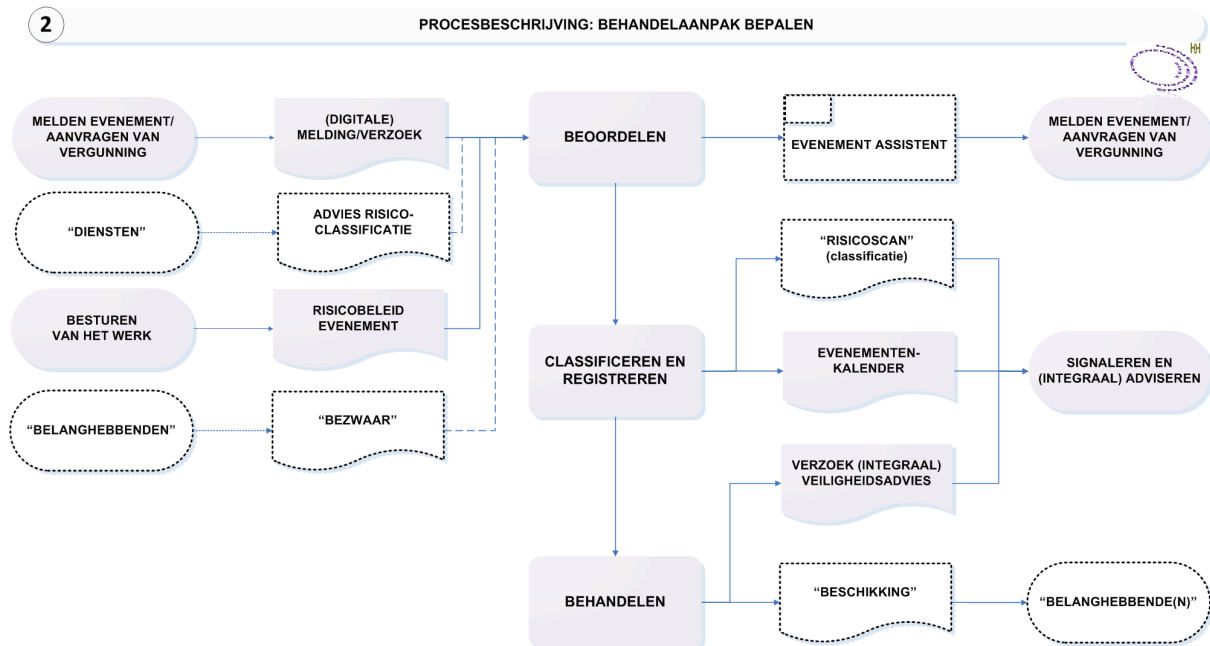 2
PROCESBESCHRIJVING: BEHANDELAANPAK BEPALEN
MELDEN EVENEMENT/
AANVRAGEN VAN
VERGUNNING
(DIGITALE)
MELDING/VERZOEK
BEOORDELEN
EVENEMENT ASSISTENT
MELDEN EVENEMENT/
AANVRAGEN VAN
VERGUNNING
“DIENSTEN”
ADVIES RISICO-
CLASSIFICATIE
“RISICOSCAN”
(classificatie)
BESTUREN
VAN HET WERK
RISICOBELEID
EVENEMENT
CLASSIFICEREN EN
REGISTREREN
EVENEMENTEN-
KALENDER
SIGNALEREN EN
(INTEGRAAL) ADVISEREN
“BELANGHEBBENDEN”
“BEZWAAR”
VERZOEK (INTEGRAAL)
VEILIGHEIDSADVIES
BEHANDELEN
“BESCHIKKING”
“BELANGHEBBENDE(N)”